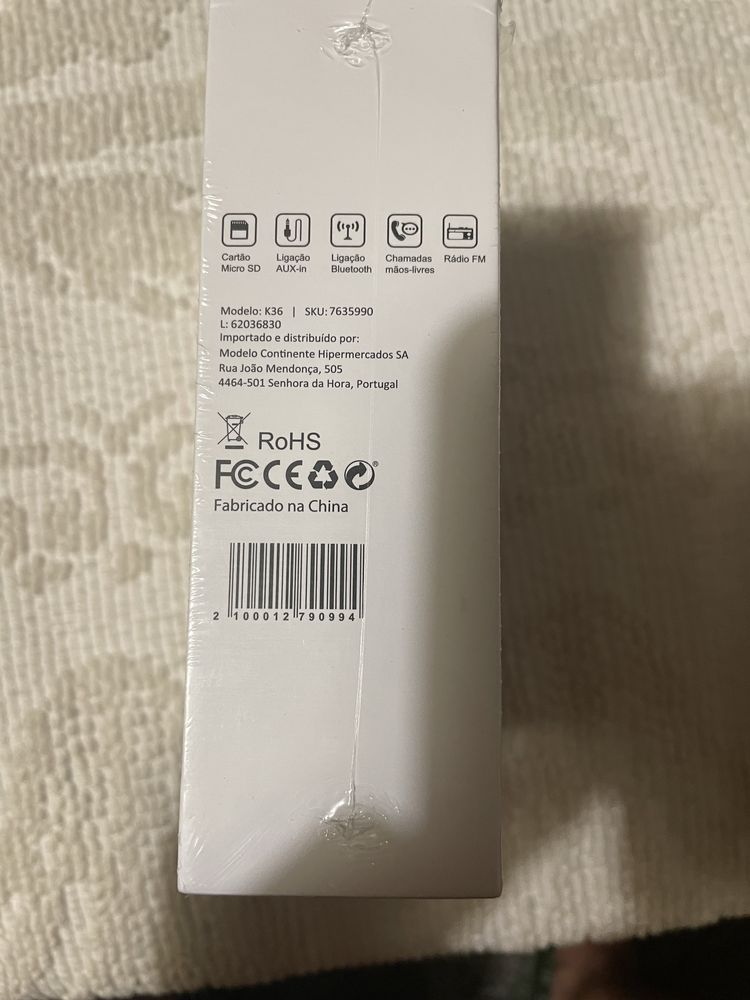 Cartão
Micro SD
Ligação
AUX-in
Ligação
Bluetooth
Chamadas
mãos-livres
Rádio FM
Modelo: K36 | SKU: 7635990
L: 62036830
Importado e distribuído por:
Modelo Continente Hipermercados SA
Rua João Mendonça, 505
4464-501 Senhora da Hora, Portugal
RoHS
FC CE
Fabricado na China
2 100012 790994